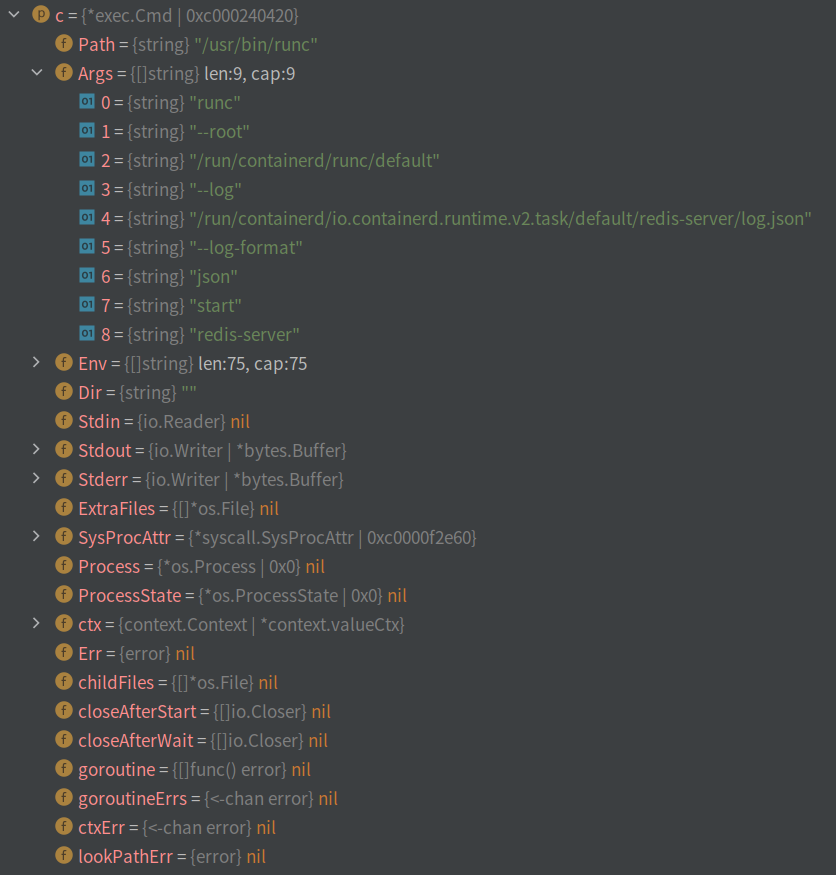 p c = {*exec.Cmd | 0xc000240420}
f Path = {string} "/usr/bin/runc"
f Args = {[]string} len:9, cap:9
01 0 = {string} "runc"
01 1 = {string} "--root"
01 2 = {string} "/run/containerd/runc/default"
01 3 = {string} "--log"
01 4 = {string} "/run/containerd/io.containerd.runtime.v2.task/default/redis-server/log.json"
01 5 = {string} "--log-format"
01 6 = {string} "json"
01 7 = {string} "start"
01 8 = {string} "redis-server"
f Env = {[]string} len:75, cap:75
f Dir = {string} ""
f Stdin = {io.Reader} nil
f Stdout = {io.Writer | *bytes.Buffer}
f Stderr = {io.Writer | *bytes.Buffer}
f ExtraFiles = {[]*os.File} nil
f SysProcAttr = {*syscall.SysProcAttr | 0xc0000f2e60}
f Process = {*os.Process | 0x0} nil
f ProcessState = {*os.ProcessState | 0x0} nil
f ctx = {context.Context | *context.valueCtx}
f Err = {error} nil
f childFiles = {[]*os.File} nil
f closeAfterStart = {[]io.Closer} nil
f closeAfterWait = {[]io.Closer} nil
f goroutine = {[]func() error} nil
f goroutineErrs = {<-chan error} nil
f ctxErr = {<-chan error} nil
f lookPathErr = {error} nil